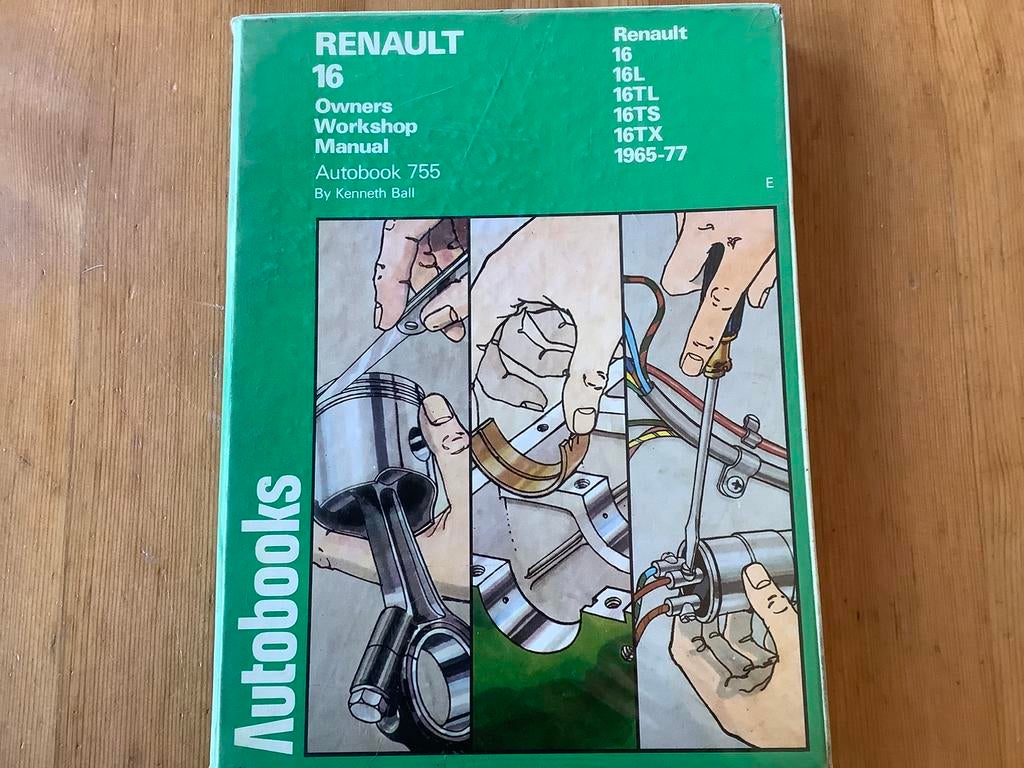 RENAULT
16
Owners
Workshop
Manual
Autobook 755
By Kenneth Ball
Renault
16
16L
16TL
16TS
16TX
1965-77
E
Autobooks